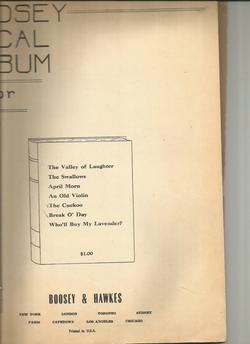 OSEY
CAL
BUM
or
The Valley of Laughter
The Swallows
April Morn
An Old Violin
The Cuckoo
Break O' Day
Who'll Buy My Lavender?
$1.00
BOOSEY & HAWKES
NEW YORK LONDON TORONTO SYDNEY
PARIS CAPETOWN LOS ANGELES CHICAGO
Printed in U.S.A.